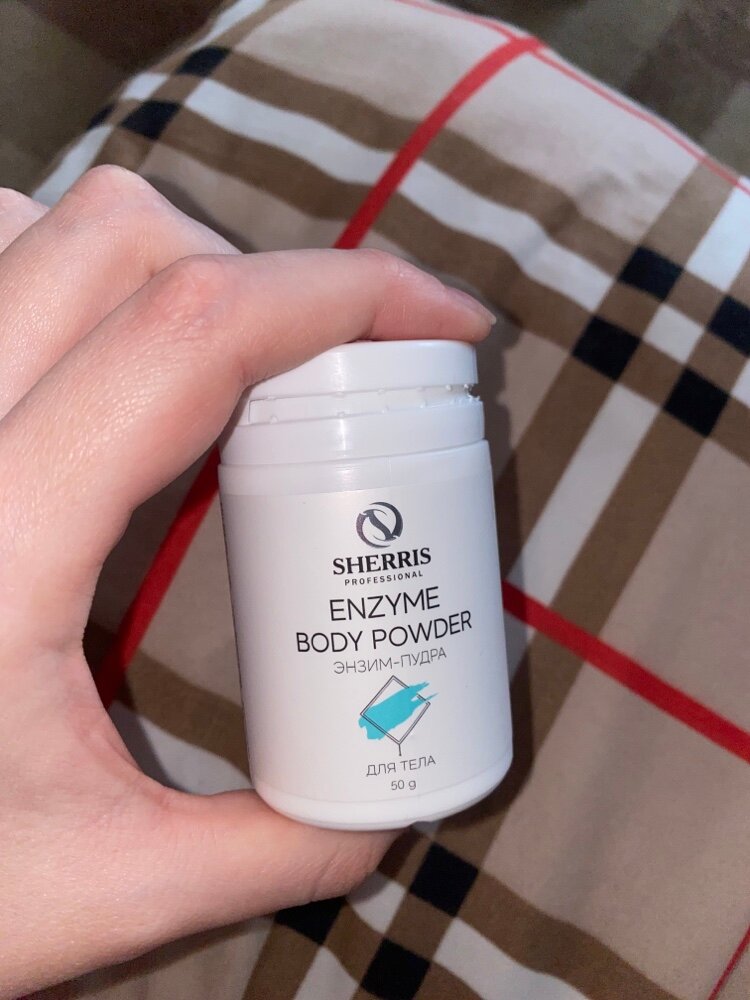 SHERRIS
PROFESSIONAL
ENZYME
BODY POWDER
ЭНЗИМ-ПУДРА
ДЛЯ ТЕЛА
50 g